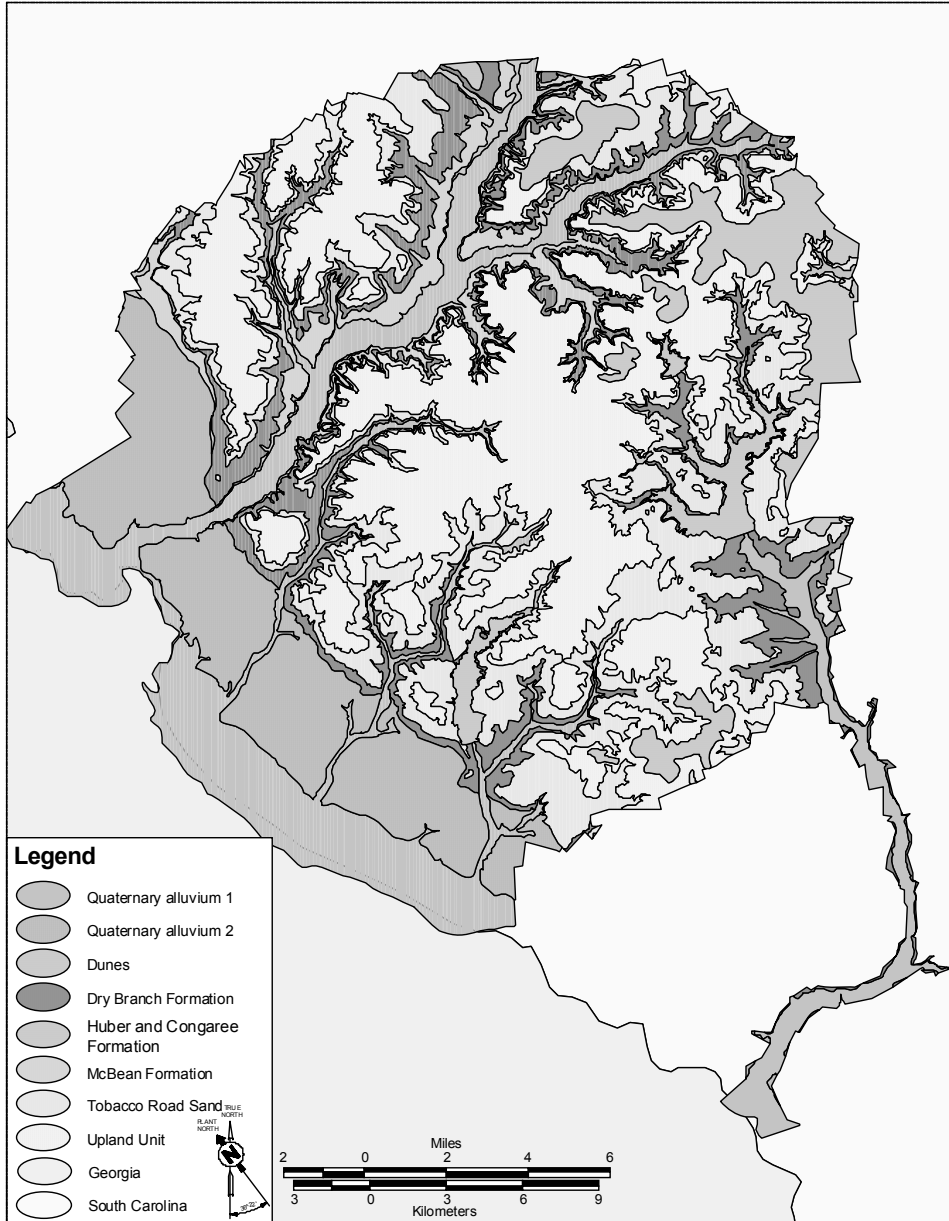 Legend
Quaternary alluvium 1
Quaternary alluvium 2
Dunes
Dry Branch Formation
Huber and Congaree
Formation
McBean Formation
Tobacco Road Sand
Upland Unit
Georgia
South Carolina
TRUE
NORTH
PLANT
NORTH
N
Miles
2 0 2 4 6
3 0 3 6 9
Kilometers